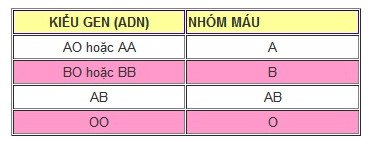 KIỂU GEN (ADN) NHÓM MÁU
AO hoặc AA A
BO hoặc BB B
AB AB
OO O